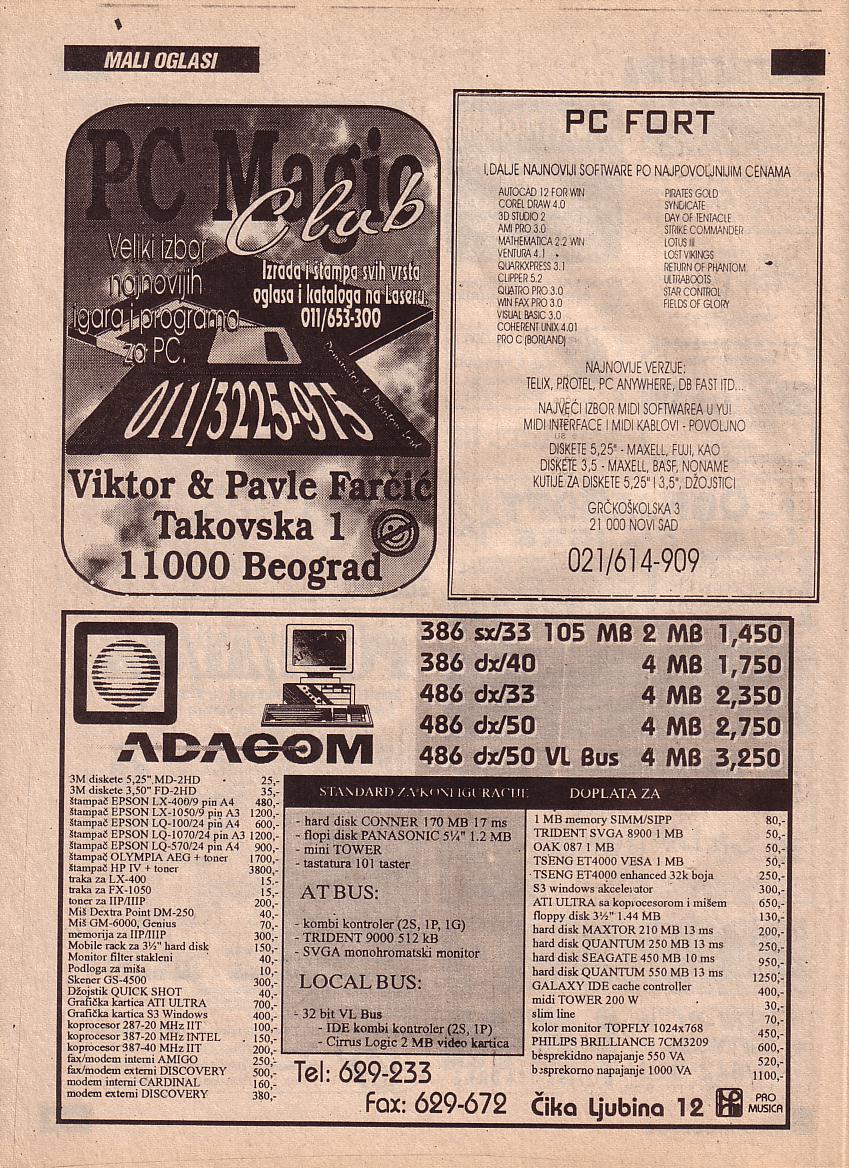 MALI OGLASI
PC Magic
Club
Veliki izbor
najnovijih
igara i programa
za PC.
Izrada i štampa svih vrsta
oglasa i kataloga na Laseru.
011/653-300
011/3225-975
Viktor & Pavle Farčić
Takovska 1
11000 Beograd
PC FORT
I DALJE NAJNOVIJI SOFTWARE PO NAJPOVOLJNIJIM CENAMA
AUTOCAD 12 FOR WIN
COREL DRAW 4.0
3D STUDIO 2
AMI PRO 3.0
MATHEMATICA 2.2 WIN
VENTURA 4.1
QUARKXPRESS 3.1
CLIPPER 5.2
QUATRO PRO 3.0
WIN FAX PRO 3.0
VISUAL BASIC 3.0
COHERENT UNIX 4.01
PRO C (BORLAND)
PIRATES GOLD
SYNDICATE
DAY OF TENTACLE
STRIKE COMMANDER
LOTUS III
LOST VIKINGS
RETURN OF PHANTOM
ULTRABOOTS
STAR CONTROL
FIELDS OF GLORY
NAJNOVIJE VERZIJE:
TELIX, PROTEL, PC ANYWHERE, DB FAST ITD...
NAJVEĆI IZBOR MIDI SOFTWAREA U YU!
MIDI INTERFACE I MIDI KABLOVI - POVOLJNO
DISKETE 5,25" - MAXELL, FUJI, KAO
DISKETE 3,5 - MAXELL, BASF, NONAME
KUTIJE ZA DISKETE 5,25" I 3,5", DŽOJSTICI
GRČKOŠKOLSKA 3
21 000 NOVI SAD
021/614-909
386 sx/33 105 MB 2 MB 1,450
386 dx/40 4 MB 1,750
486 dx/33 4 MB 2,350
486 dx/50 4 MB 2,750
486 dx/50 VL Bus 4 MB 3,250
ADACOM
3M diskete 5,25" MD-2HD 25,-
3M diskete 3,50" FD-2HD 35,-
štampač EPSON LX-400/9 pin A4 480,-
štampač EPSON LX-1050/9 pin A3 1200,-
štampač EPSON LQ-100/24 pin A4 600,-
štampač EPSON LQ-1070/24 pin A3 1200,-
štampač EPSON LQ-570/24 pin A4 900,-
štampač OLYMPIA AEG + toner 1700,-
štampač HP IV + toner 3800,-
traka za LX-400 15.-
traka za FX-1050 15,-
toner za IIP/IIIP 200,-
Miš Dextra Point DM-250 40,-
Miš GM-6000, Genius 70,-
memorija za IIP/IIIP 300,-
Mobile rack za 3½" hard disk 150,-
Monitor filter stakleni 40,-
Podloga za miša 10,-
Skener GS-4500 300,-
Džojstik QUICK SHOT 40,-
Grafička kartica ATI ULTRA 700,-
Grafička kartica S3 Windows 400,-
koprocesor 287-20 MHz IIT 100,-
koprocesor 387-20 MHz INTEL 150,-
koprocesor 387-40 MHz IIT 200,-
fax/modem interni AMIGO 250,-
fax/modem externi DISCOVERY 500,-
modem interni CARDINAL 160,-
modem externi DISCOVERY 380,-
STANDARD ZA KONFIGURACIJE
- hard disk CONNER 170 MB 17 ms
- flopi disk PANASONIC 5¼" 1.2 MB
- mini TOWER
- tastatura 101 taster
AT BUS:
- kombi kontroler (2S, 1P, 1G)
- TRIDENT 9000 512 kB
- SVGA monohromatski monitor
LOCAL BUS:
- 32 bit VL Bus
- IDE kombi kontroler (2S, 1P)
- Cirrus Logic 2 MB video kartica
DOPLATA ZA
1 MB memory SIMM/SIPP 80,-
TRIDENT SVGA 8900 1 MB 50,-
OAK 087 1 MB 50,-
TSENG ET4000 VESA 1 MB 50,-
TSENG ET4000 enhanced 32k boja 250,-
S3 windows akcelerator 300,-
ATI ULTRA sa koprocesorom i mišem 650,-
floppy disk 3½" 1.44 MB 130,-
hard disk MAXTOR 210 MB 13 ms 200,-
hard disk QUANTUM 250 MB 13 ms 250,-
hard disk SEAGATE 450 MB 10 ms 950,-
hard disk QUANTUM 550 MB 13 ms 1250,-
GALAXY IDE cache controller 400,-
midi TOWER 200 W 30,-
slim line 70,-
kolor monitor TOPFLY 1024x768 450,-
PHILIPS BRILLIANCE 7CM3209 600,-
besprekidno napajanje 550 VA 520,-
besprekorno napajanje 1000 VA 1100,-
Tel: 629-233
Fax: 629-672
Čika Ljubina 12
PRO
MUSICA